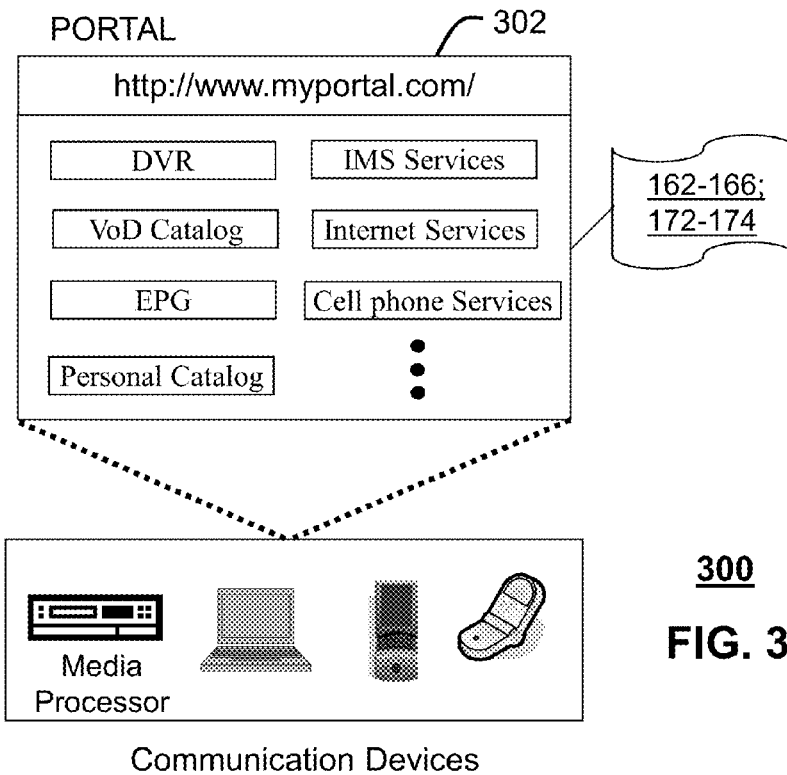 PORTAL
302
http://www.myportal.com/
DVR
IMS Services
VoD Catalog
Internet Services
EPG
Cell phone Services
Personal Catalog
162-166;
172-174
Media
Processor
Communication Devices
300
FIG. 3